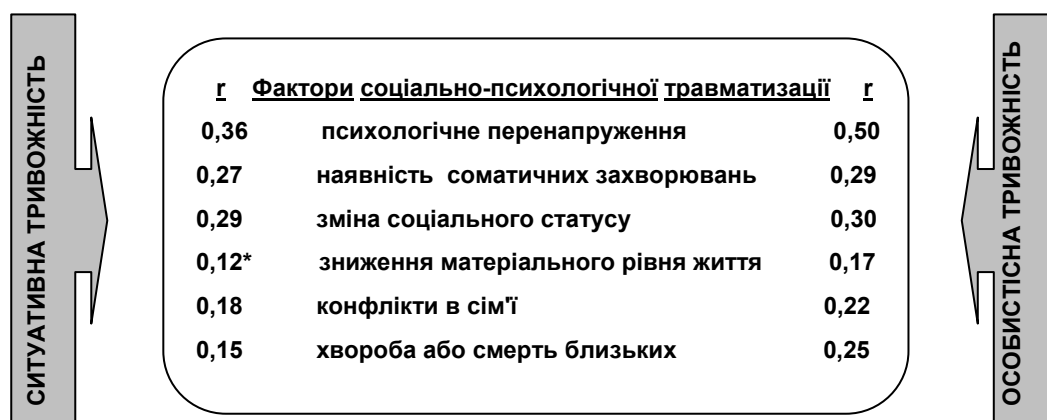 СИТУАТИВНА ТРИВОЖНІСТЬ
r Фактори соціально-психологічної травматизації r
0,36 психологічне перенапруження 0,50
0,27 наявність соматичних захворювань 0,29
0,29 зміна соціального статусу 0,30
0,12* зниження матеріального рівня життя 0,17
0,18 конфлікти в сім'ї 0,22
0,15 хвороба або смерть близьких 0,25
ОСОБИСТІСНА ТРИВОЖНІСТЬ